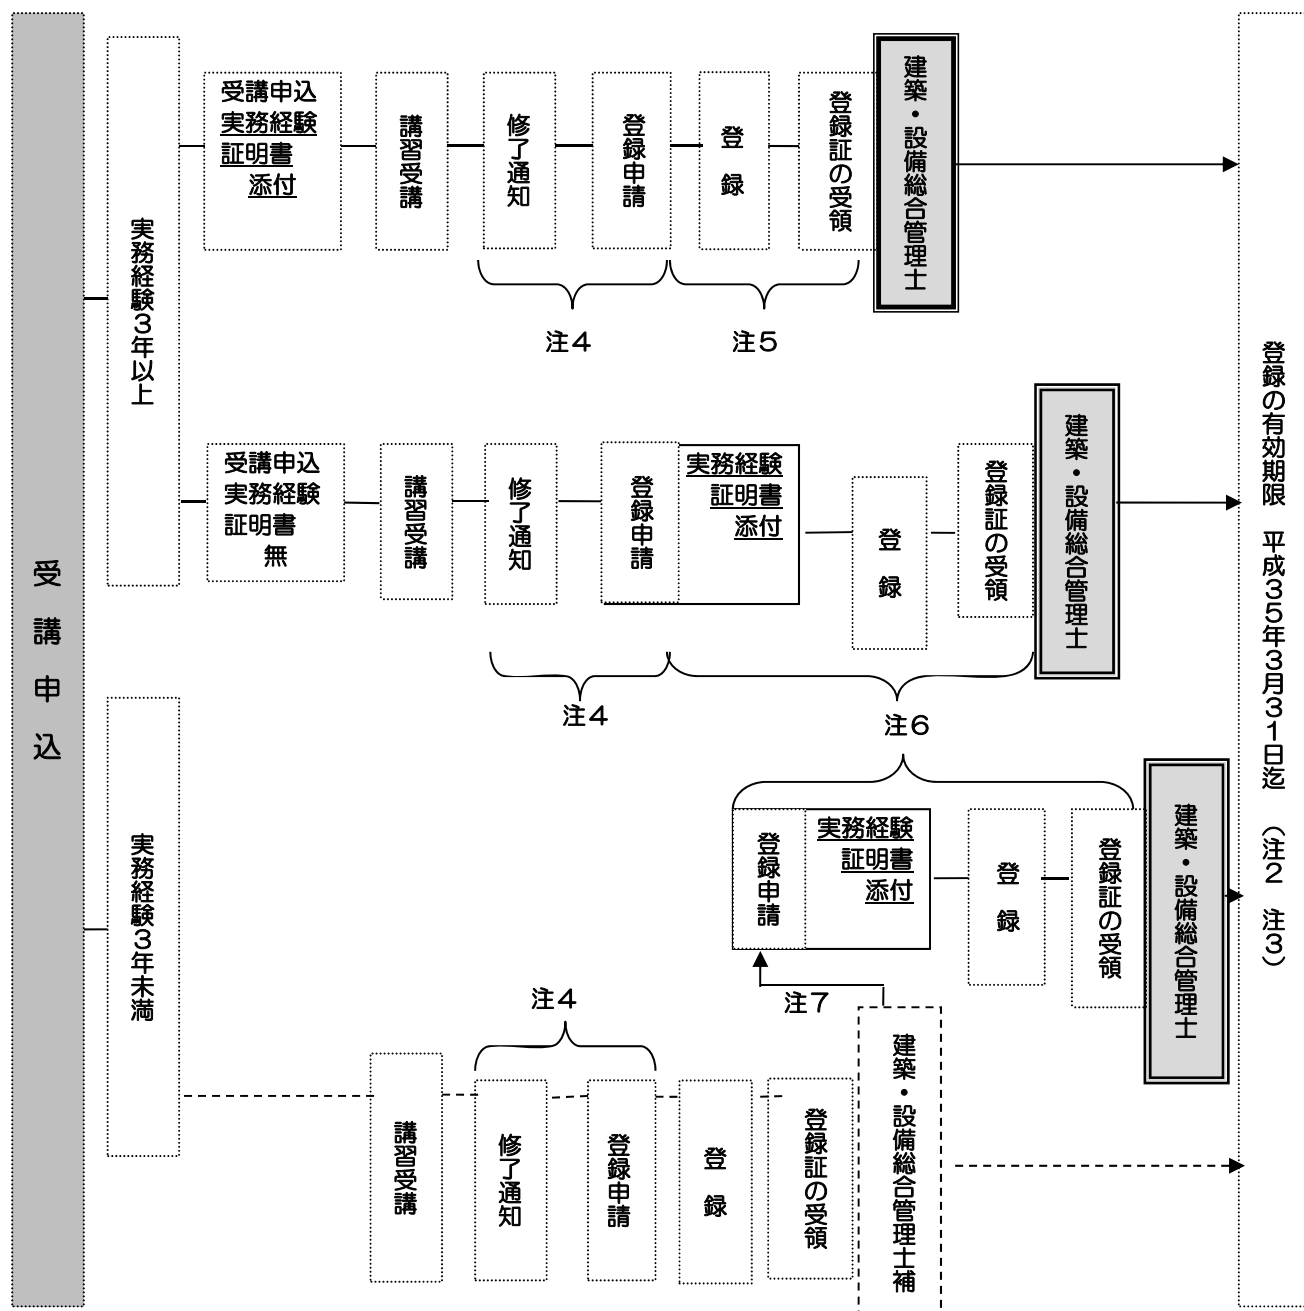 受講申込
実務経験３年以上
受講申込
実務経験
証明書
添付
講習受講
修了通知
登録申請
登録
登録証の受領
建築・設備総合管理士
注４
注５
受講申込
実務経験
証明書
無
講習受講
修了通知
登録申請
実務経験
証明書
添付
登録
登録証の受領
建築・設備総合管理士
注４
注６
実務経験３年未満
登録申請
実務経験
証明書
添付
登録
登録証の受領
建築・設備総合管理士
注７
注４
講習受講
修了通知
登録申請
登録
登録証の受領
建築・設備総合管理士補
登録の有効期限　平成３５年３月３１日迄　（注２　注３）